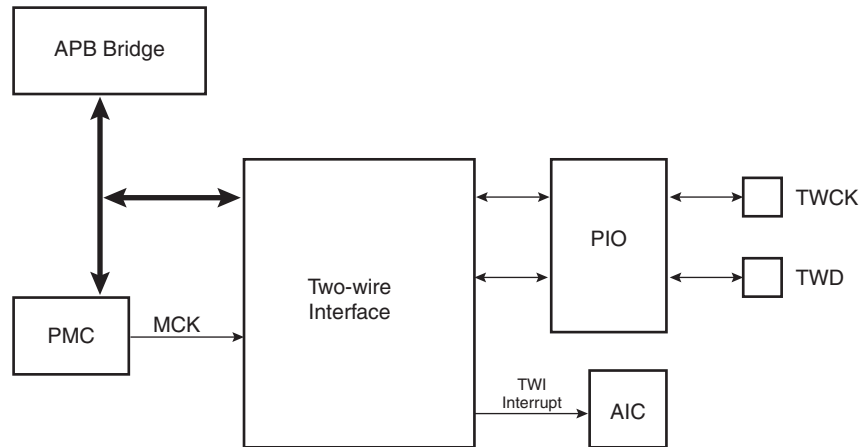 APB Bridge
TWCK
PIO
Two-wire
Interface
TWD
PMC
MCK
TWI
Interrupt
AIC